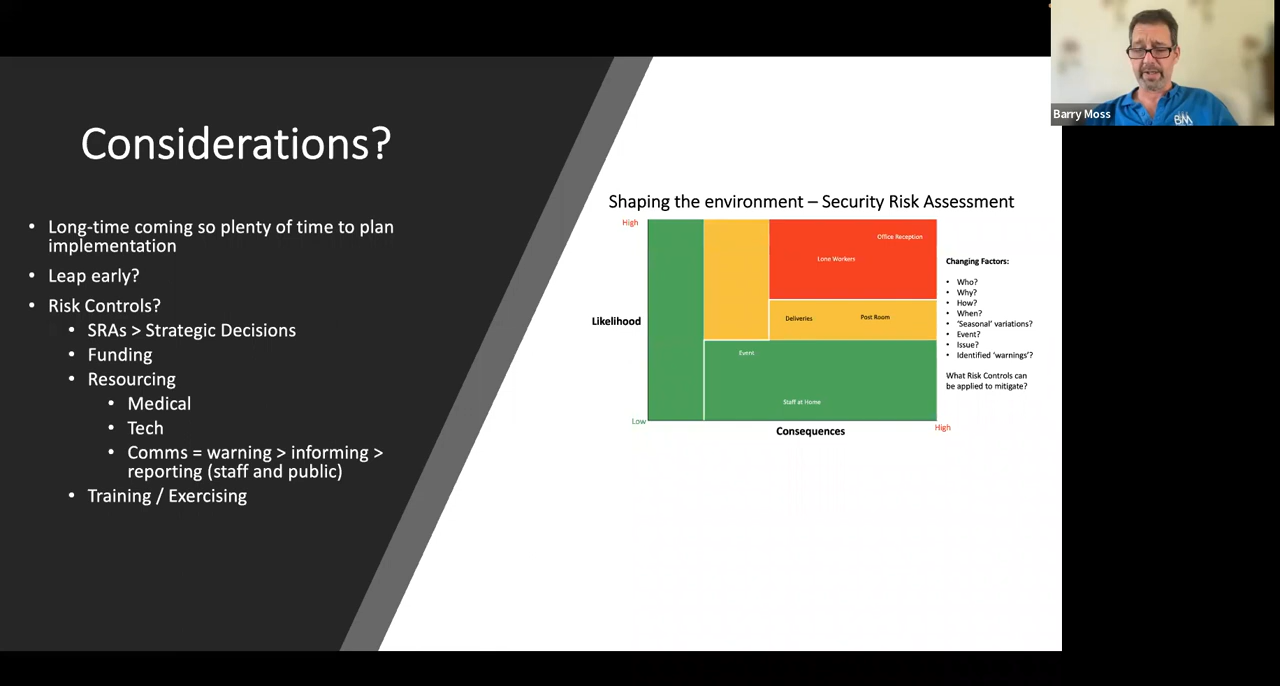 Considerations?
• Long-time coming so plenty of time to plan
implementation
• Leap early?
• Risk Controls?
• SRAs > Strategic Decisions
• Funding
• Resourcing
• Medical
• Tech
• Comms = warning > informing >
reporting (staff and public)
• Training / Exercising
Shaping the environment – Security Risk Assessment
High
Office Reception
Lone Workers
Likelihood
Deliveries
Post Room
Event
Staff at Home
Low
Consequences
High
Changing Factors:
• Who?
• Why?
• How?
• When?
• ‘Seasonal’ variations?
• Event?
• Issue?
• Identified ‘warnings’?
What Risk Controls can
be applied to mitigate?
Barry Moss
BM